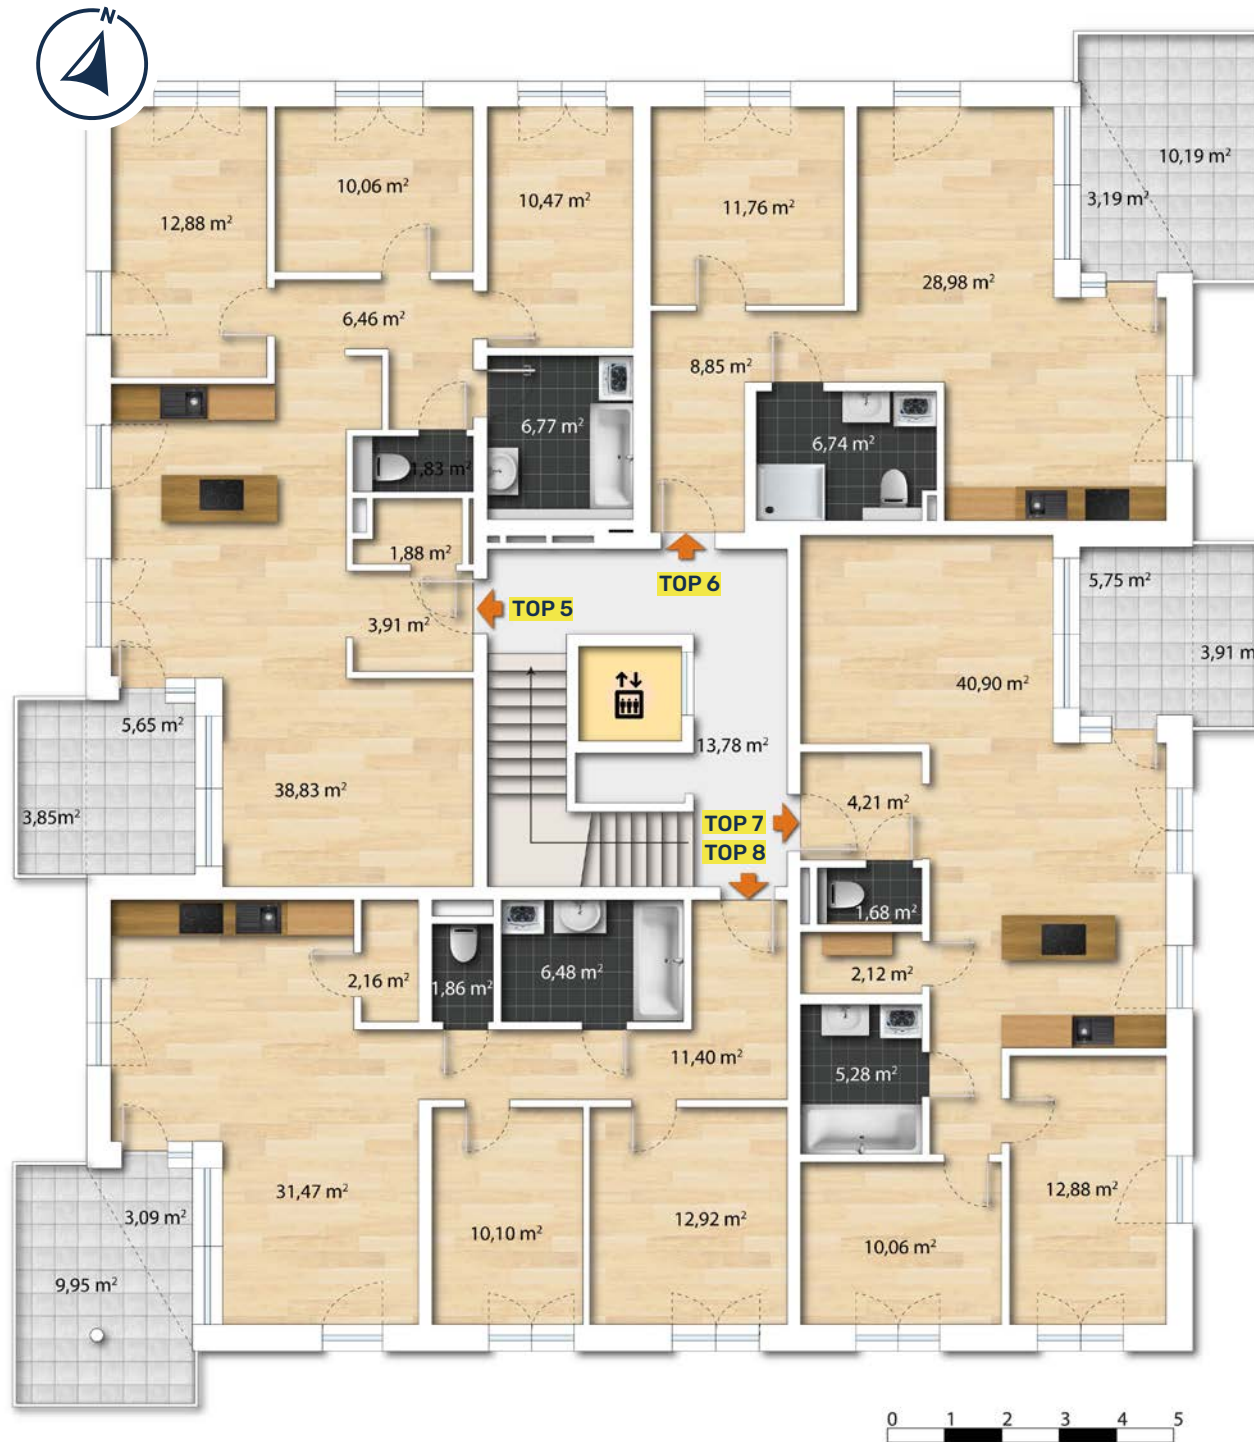 N
10,19 m²
3,19 m²
10,06 m²
10,47 m²
11,76 m²
12,88 m²
28,98 m²
6,46 m²
8,85 m²
6,77 m²
6,74 m²
1,83 m²
1,88 m²
TOP 6
5,75 m²
TOP 5
3,91 m²
3,91 m
40,90 m²
5,65 m²
13,78 m²
38,83 m²
4,21 m²
3,85m²
TOP 7
TOP 8
1,68 m²
6,48 m²
2,12 m²
2,16 m²
1,86 m²
11,40 m²
5,28 m²
31,47 m²
12,88 m²
3,09 m²
12,92 m²
10,10 m²
10,06 m²
9,95 m²
0 1 2 3 4 5